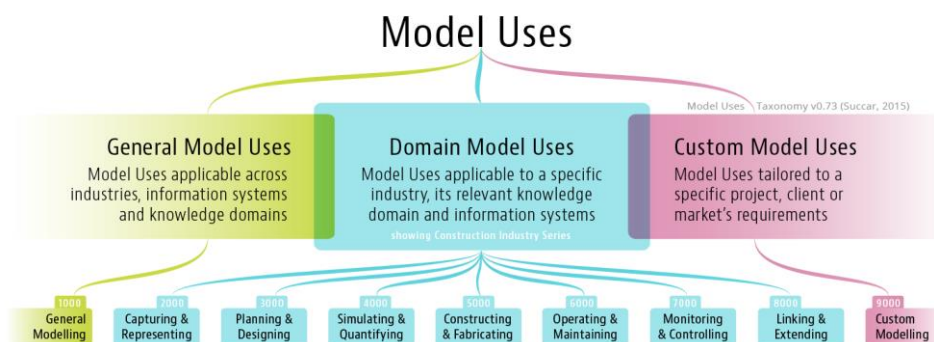 Model Uses
Model Uses Taxonomy v0.73 (Succar, 2015)
General Model Uses
Model Uses applicable across
industries, information systems
and knowledge domains
Domain Model Uses
Model Uses applicable to a specific
industry, its relevant knowledge
domain and information systems
showing Construction Industry Series
Custom Model Uses
Model Uses tailored to a
specific project, client or
market's requirements
1000
General
Modelling
2000
Capturing &
Representing
3000
Planning &
Designing
4000
Simulating &
Quantifying
5000
Constructing
& Fabricating
6000
Operating &
Maintaining
7000
Monitoring
& Controlling
8000
Linking &
Extending
9000
Custom
Modelling